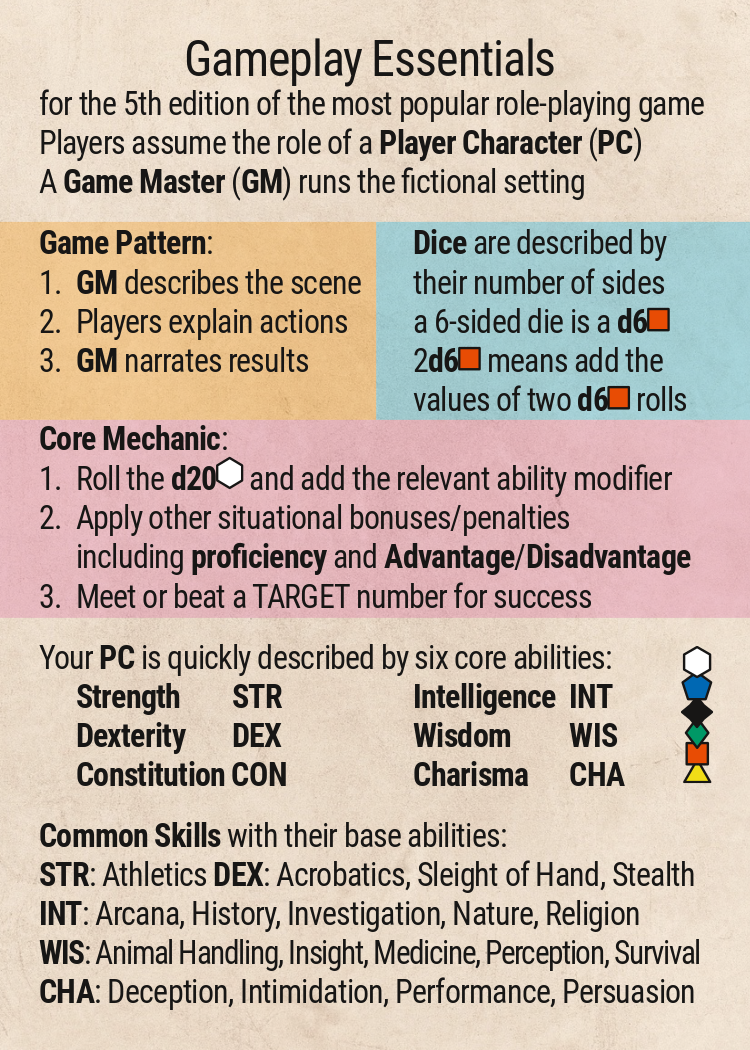 Gameplay Essentials
for the 5th edition of the most popular role-playing game
Players assume the role of a Player Character (PC)
A Game Master (GM) runs the fictional setting
Game Pattern:
1. GM describes the scene
2. Players explain actions
3. GM narrates results
Dice are described by
their number of sides
a 6-sided die is a d6
2d6 means add the
values of two d6 rolls
Core Mechanic:
1. Roll the d20 and add the relevant ability modifier
2. Apply other situational bonuses/penalties
including proficiency and Advantage/Disadvantage
3. Meet or beat a TARGET number for success
Your PC is quickly described by six core abilities:
Strength STR Intelligence INT
Dexterity DEX Wisdom WIS
Constitution CON Charisma CHA
Common Skills with their base abilities:
STR: Athletics DEX: Acrobatics, Sleight of Hand, Stealth
INT: Arcana, History, Investigation, Nature, Religion
WIS: Animal Handling, Insight, Medicine, Perception, Survival
CHA: Deception, Intimidation, Performance, Persuasion